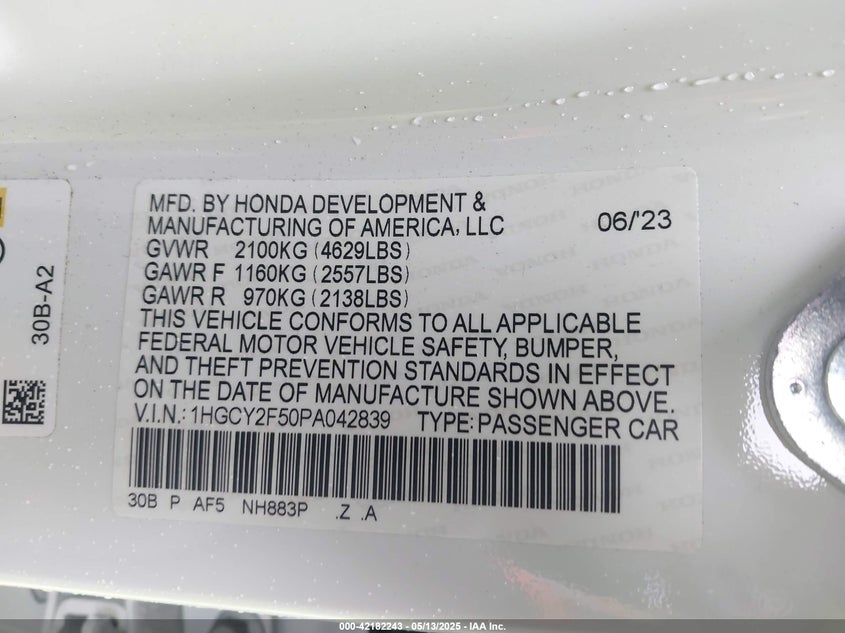 MFD. BY HONDA DEVELOPMENT &
MANUFACTURING OF AMERICA, LLC 06/'23
GVWR 2100KG (4629LBS)
GAWR F 1160KG (2557LBS)
GAWR R 970KG (2138LBS)
THIS VEHICLE CONFORMS TO ALL APPLICABLE
FEDERAL MOTOR VEHICLE SAFETY, BUMPER,
AND THEFT PREVENTION STANDARDS IN EFFECT
ON THE DATE OF MANUFACTURE SHOWN ABOVE.
V.I.N.: 1HGCY2F50PA042839 TYPE: PASSENGER CAR
30B P AF5 NH883P .Z .A
30B-A2
000-42182243 - 05/13/2025 - IAA Inc.